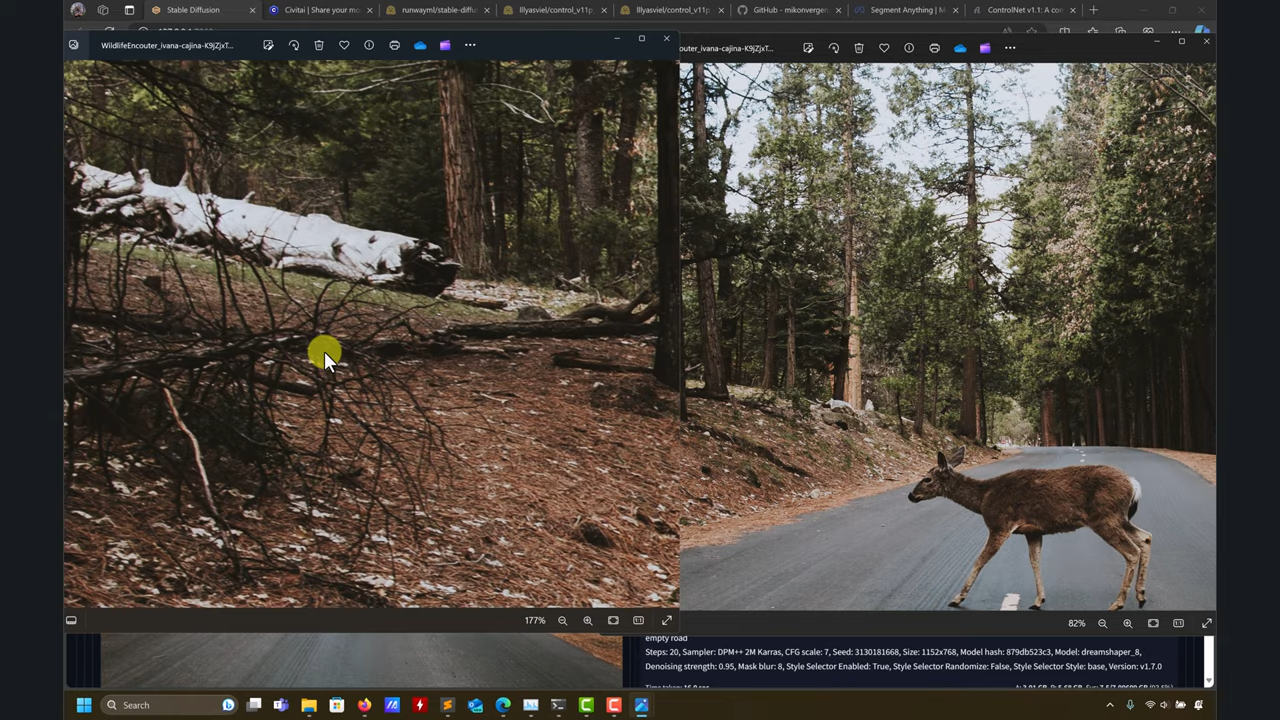 Stable Diffusion
Civitai | Share your mo
runwayml/stable-diffu
lllyasviel/control_v11p
lllyasviel/control_v11p
GitHub - mikonvergen
Segment Anything | M
ControlNet v1.1: A con
WildlifeEncouter_ivana-cajina-K9jZjxT...
outer_ivana-cajina-K9jZjxT...
177%
82%
empty road
Steps: 20, Sampler: DPM++ 2M Karras, CFG scale: 7, Seed: 3130181668, Size: 1152x768, Model hash: 879db523c3, Model: dreamshaper_8,
Denoising strength: 0.95, Mask blur: 8, Style Selector Enabled: True, Style Selector Randomize: False, Style Selector Style: base, Version: v1.7.0
Search